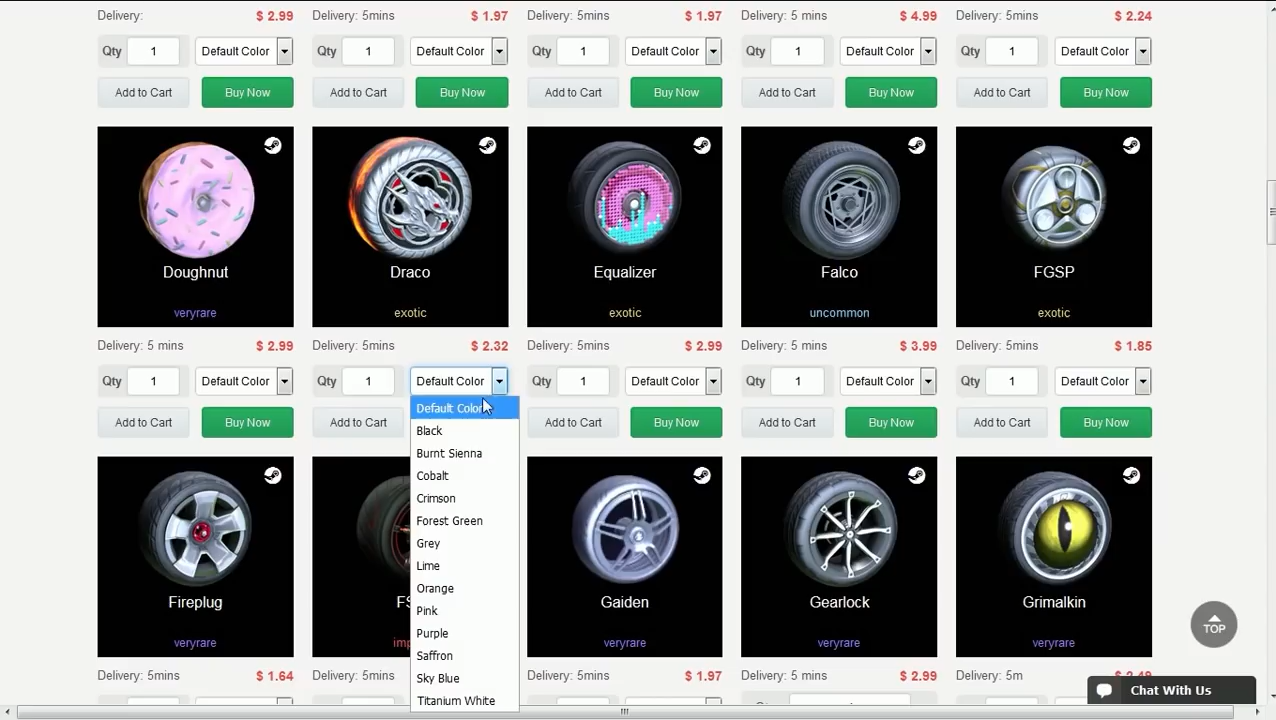 Delivery: $ 2.99 Delivery: 5mins $ 1.97 Delivery: 5mins $ 1.97 Delivery: 5 mins $ 4.99 Delivery: 5mins $ 2.24
Qty 1 Default Color Qty 1 Default Color Qty 1 Default Color Qty 1 Default Color Qty 1 Default Color
Add to Cart Buy Now Add to Cart Buy Now Add to Cart Buy Now Add to Cart Buy Now Add to Cart Buy Now
Doughnut Draco Equalizer Falco FGSP
veryrare exotic exotic uncommon exotic
Delivery: 5 mins $ 2.99 Delivery: 5mins $ 2.32 Delivery: 5mins $ 2.99 Delivery: 5 mins $ 3.99 Delivery: 5mins $ 1.85
Qty 1 Default Color Qty 1 Default Color Qty 1 Default Color Qty 1 Default Color Qty 1 Default Color
Add to Cart Buy Now Add to Cart Add to Cart Buy Now Add to Cart Buy Now Add to Cart Buy Now
Default Color
Black
Burnt Sienna
Cobalt
Crimson
Forest Green
Grey
Lime
Orange
Pink
Purple
Saffron
Sky Blue
Titanium White
Fireplug Gaiden Gearlock Grimalkin
veryrare veryrare veryrare veryrare
TOP
Delivery: 5mins $ 1.64 Delivery: 5mins $ 1.97 Delivery: 5mins $ 2.99 Delivery: 5m
Chat With Us